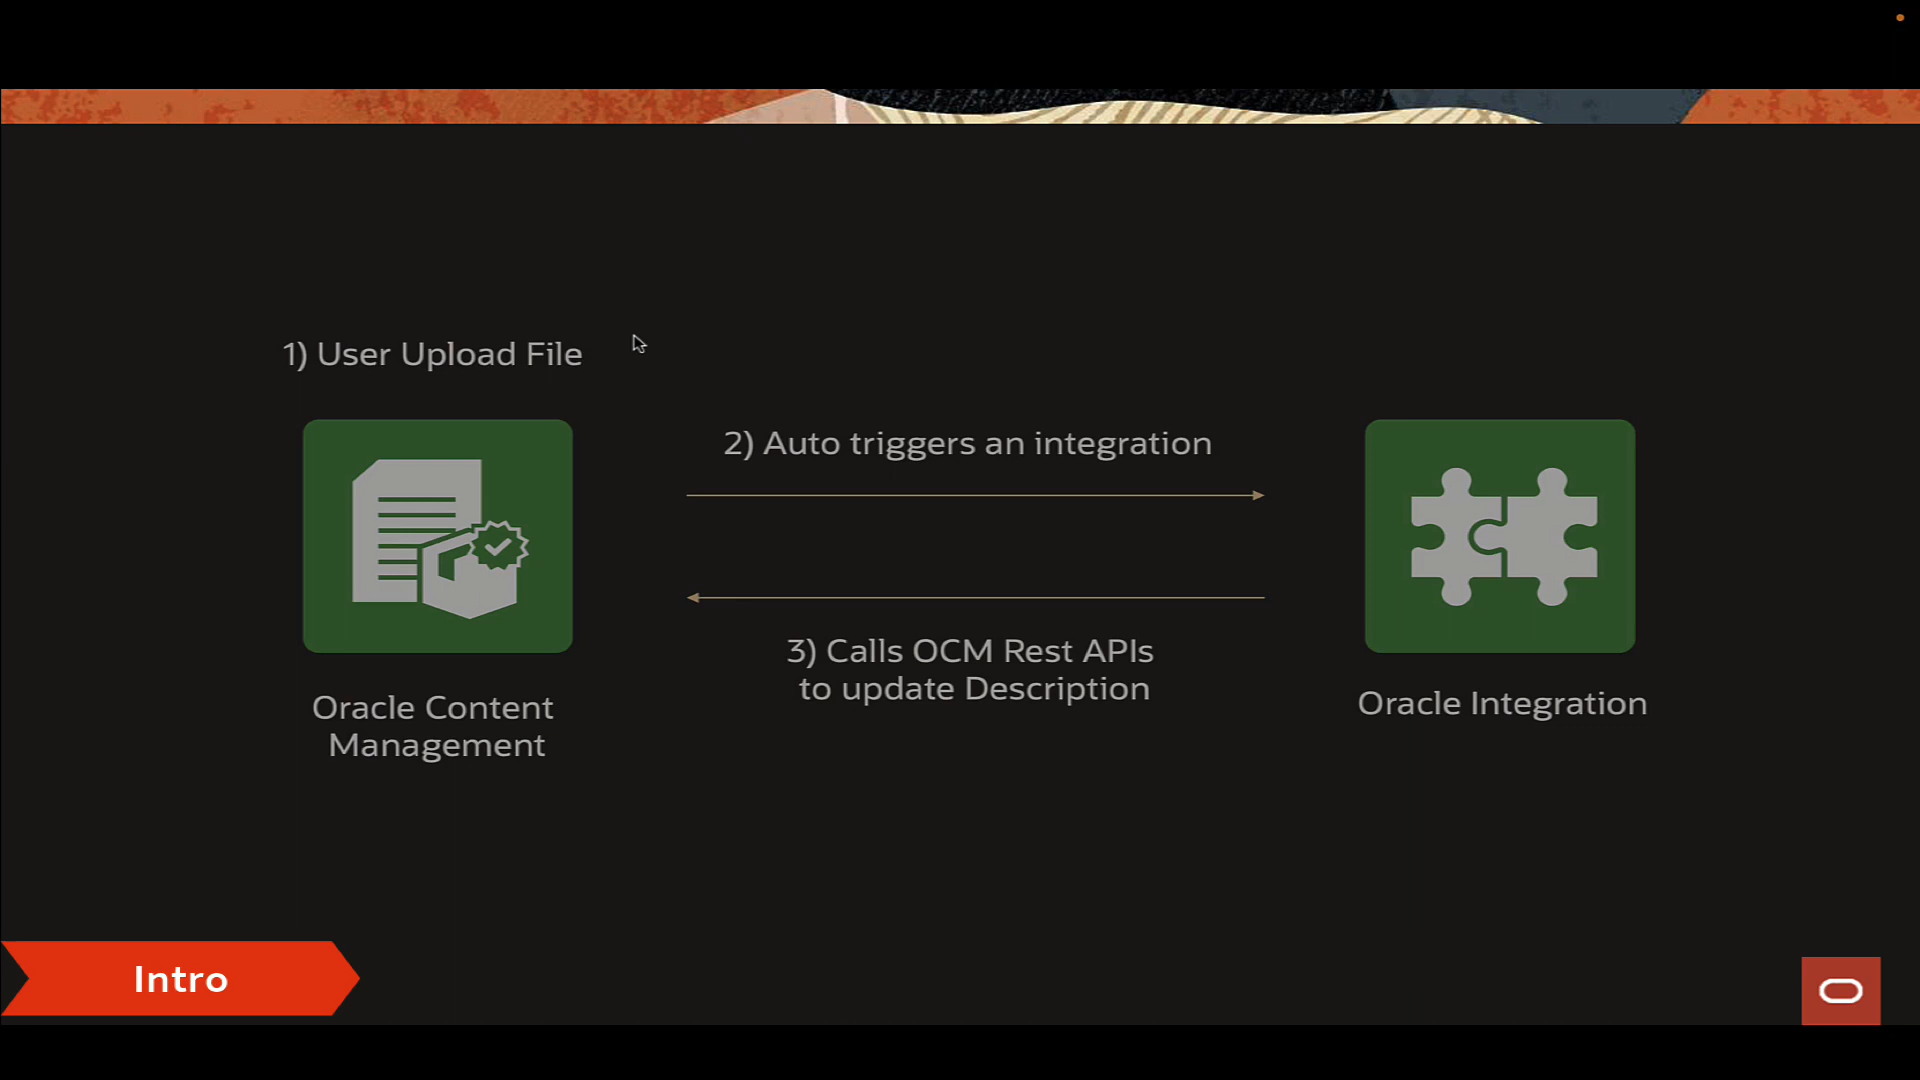 1) User Upload File
2) Auto triggers an integration
3) Calls OCM Rest APIs
to update Description
Oracle Content
Management
Oracle Integration
Intro